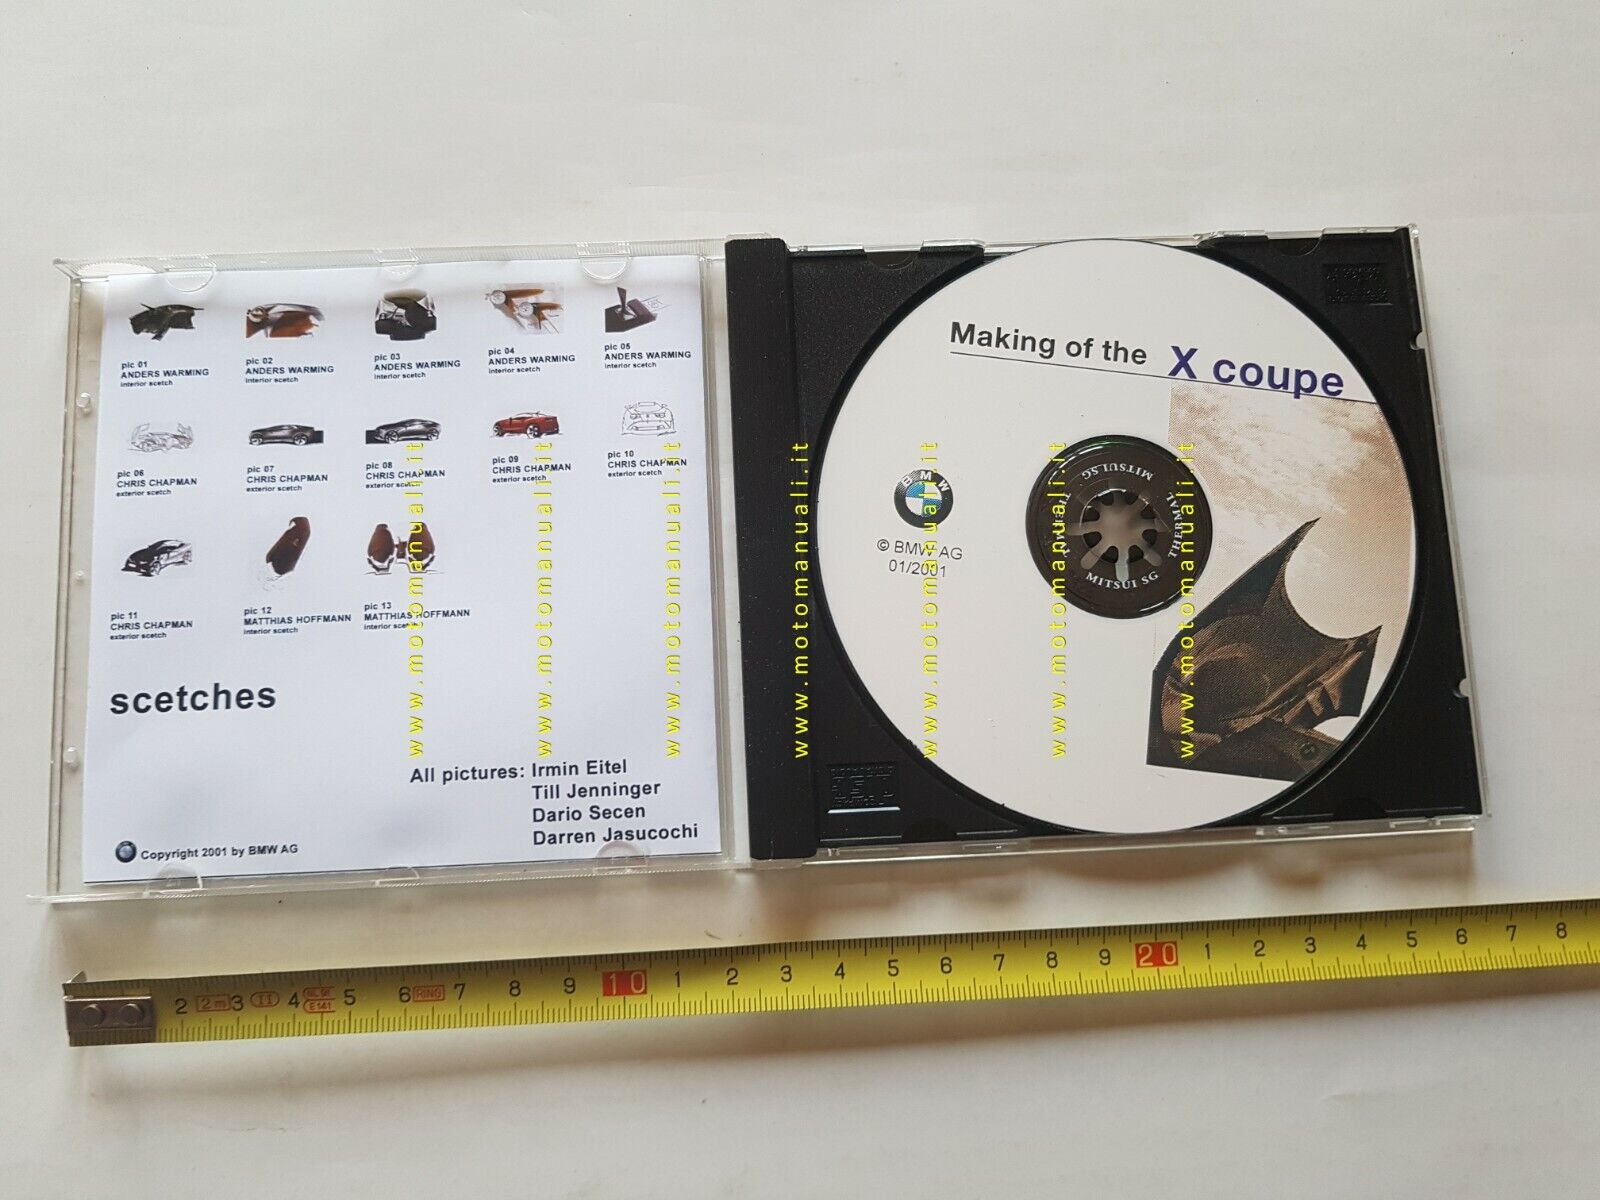 pic 01
ANDERS WARMING
interior scetch
pic 02
ANDERS WARMING
interior scetch
pic 03
ANDERS WARMING
interior scetch
pic 04
ANDERS WARMING
interior scetch
pic 05
ANDERS WARMING
interior scetch
pic 06
CHRIS CHAPMAN
exterior scetch
pic 07
CHRIS CHAPMAN
exterior scetch
pic 08
CHRIS CHAPMAN
exterior scetch
pic 09
CHRIS CHAPMAN
exterior scetch
pic 10
CHRIS CHAPMAN
exterior scetch
pic 11
CHRIS CHAPMAN
exterior scetch
pic 12
MATTHIAS HOFFMANN
interior scetch
pic 13
MATTHIAS HOFFMANN
interior scetch
scetches
All pictures: Irmin Eitel
Till Jenninger
Dario Secen
Darren Jasucochi
Copyright 2001 by BMW AG
Making of the X coupe
BMW
© BMW AG
01/2001
MITSUI SG
THERMAL
MITSUI SG
www.motomanuali.it
www.motomanuali.it
www.motomanuali.it
www.motomanuali.it
www.motomanuali.it
www.motomanuali.it
www.motomanuali.it
2 2m 3 II 4 5 6 RING 7 8 9 10 1 2 3 4 5 6 7 8 9 20 1 2 3 4 5 6 7 8
E141